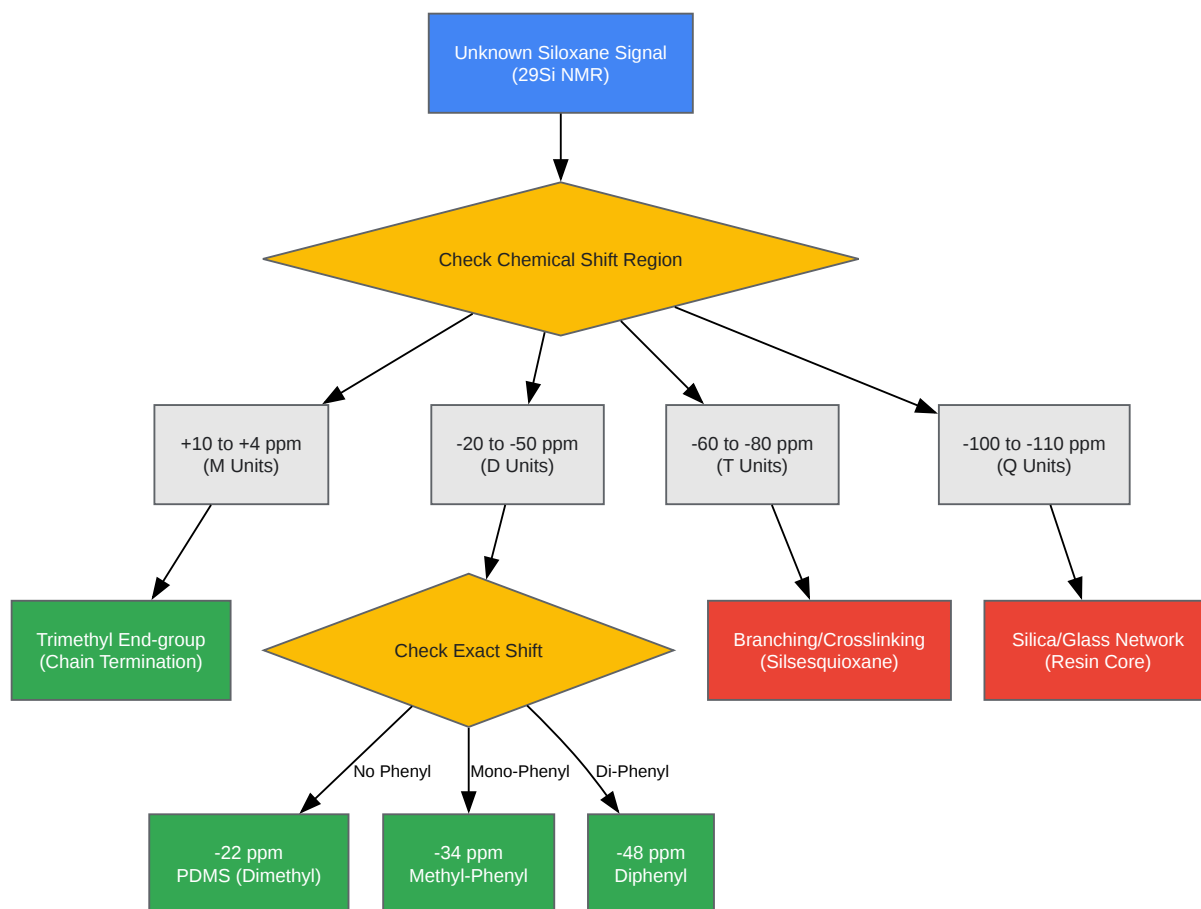 Unknown Siloxane Signal
(29Si NMR)
Check Chemical Shift Region
+10 to +4 ppm
(M Units)
-20 to -50 ppm
(D Units)
-60 to -80 ppm
(T Units)
-100 to -110 ppm
(Q Units)
Trimethyl End-group
(Chain Termination)
Check Exact Shift
Branching/Crosslinking
(Silsesquioxane)
Silica/Glass Network
(Resin Core)
No Phenyl
Mono-Phenyl
Di-Phenyl
-22 ppm
PDMS (Dimethyl)
-34 ppm
Methyl-Phenyl
-48 ppm
Diphenyl